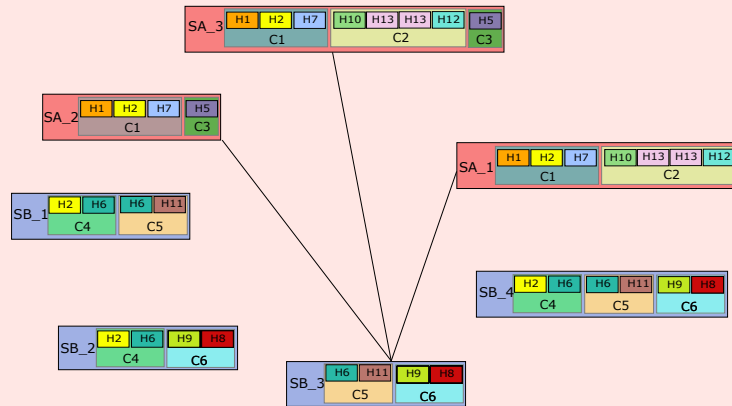 SA_3 H1 H2 H7 H10 H13 H13 H12 H5
C1 C2 C3
SA_2 H1 H2 H7 H5
C1 C3
SA_1 H1 H2 H7 H10 H13 H13 H12
C1 C2
SB_1 H2 H6 H6 H11
C4 C5
SB_4 H2 H6 H6 H11 H9 H8
C4 C5 C6
SB_2 H2 H6 H9 H8
C4 C6
SB_3 H6 H11 H9 H8
C5 C6